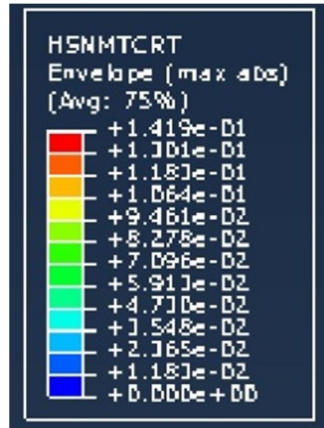 HSNMTCRT
Envelope (max abs)
(Avg: 75%)
+1.419e-01
+1.301e-01
+1.183e-01
+1.064e-01
+9.461e-02
+8.278e-02
+7.096e-02
+5.913e-02
+4.730e-02
+3.548e-02
+2.365e-02
+1.183e-02
+0.000e+00